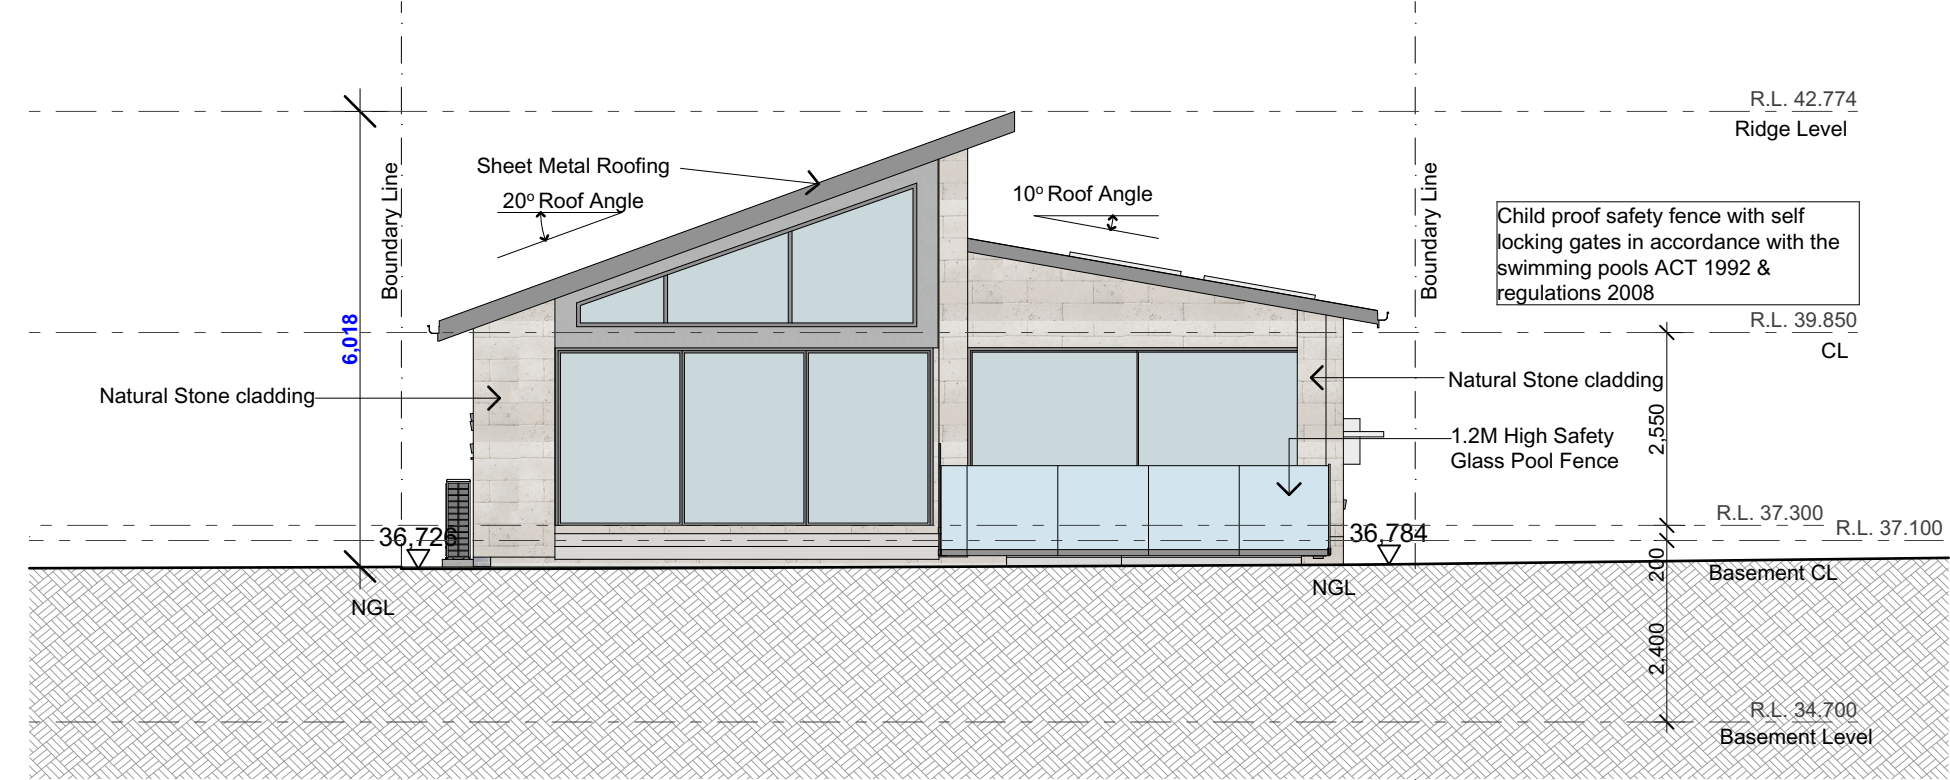 R.L. 42.774
Ridge Level
Sheet Metal Roofing
20o Roof Angle
10o Roof Angle
Boundary Line
Boundary Line
Child proof safety fence with self
locking gates in accordance with the
swimming pools ACT 1992 &
regulations 2008
R.L. 39.850
CL
6,018
Natural Stone cladding
Natural Stone cladding
2,550
1.2M High Safety
Glass Pool Fence
R.L. 37.300
R.L. 37.100
36,726
36,784
200
Basement CL
NGL
NGL
2,400
R.L. 34.700
Basement Level